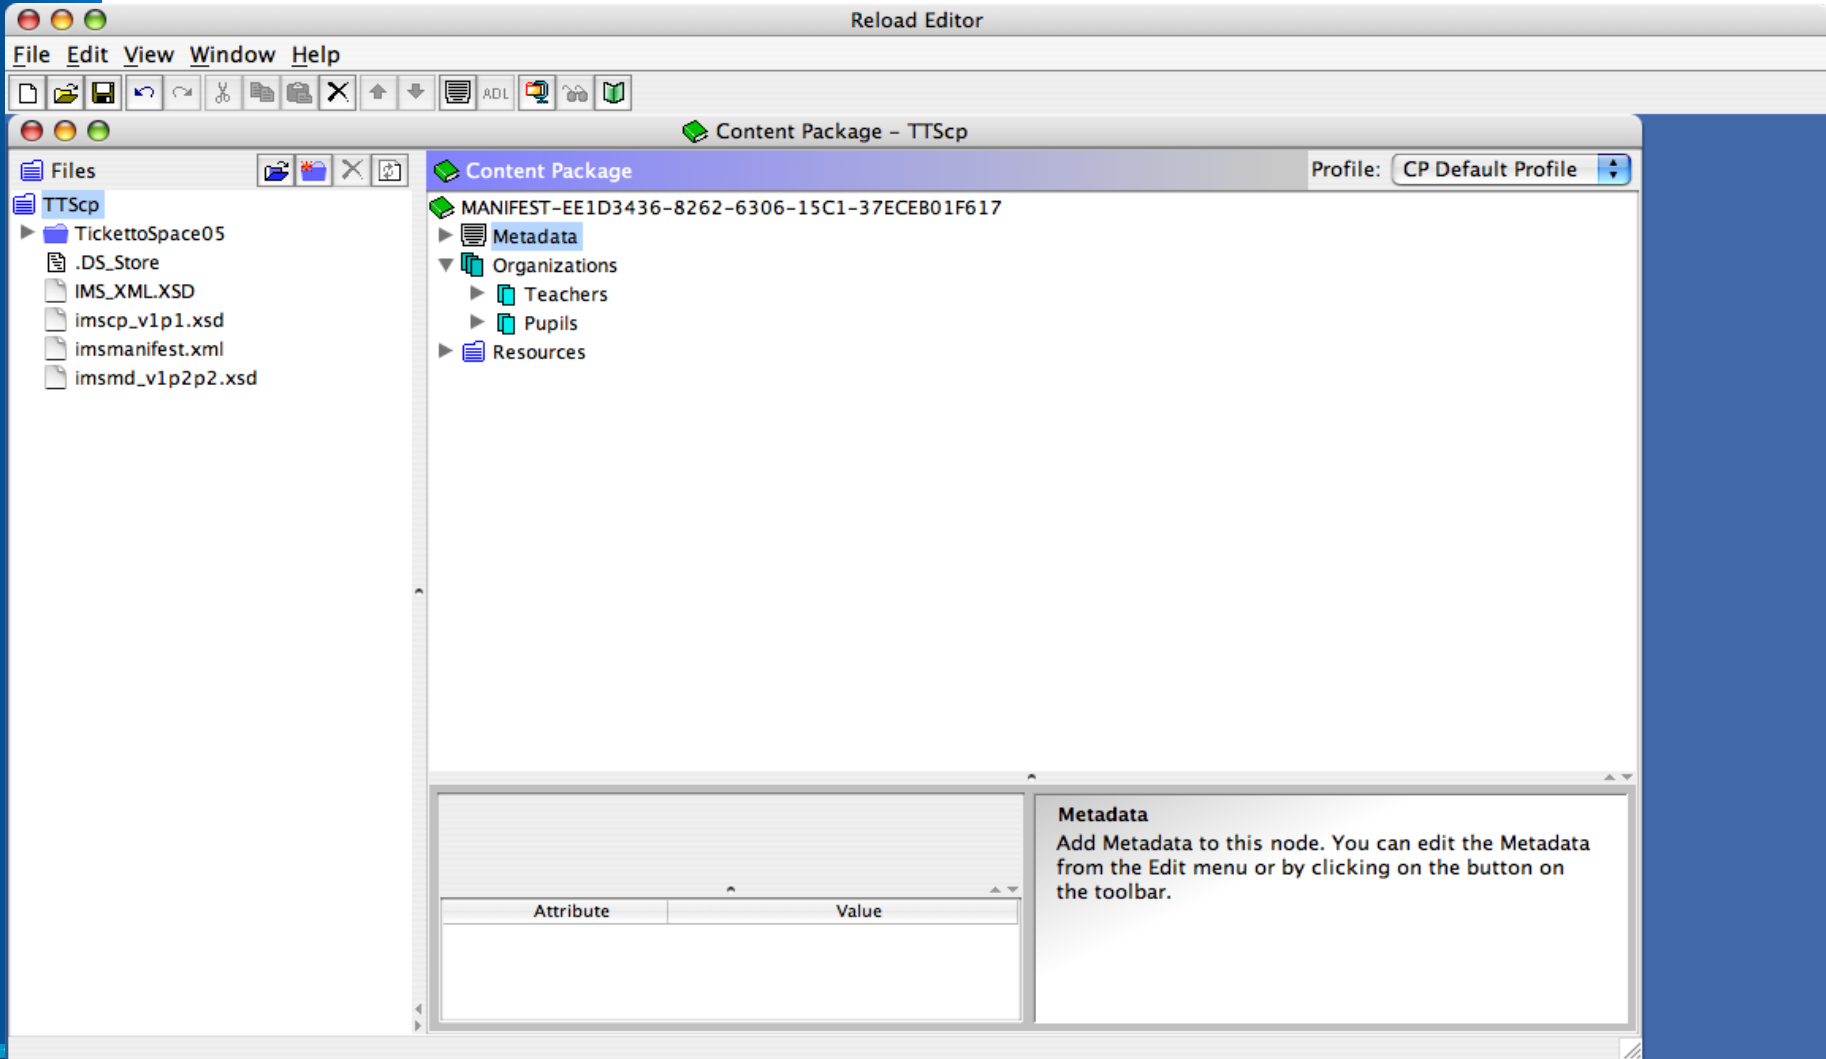 Reload Editor
File Edit View Window Help
ADL
Content Package – TTScp
Files
Content Package
Profile: CP Default Profile
TTScp
TickettoSpace05
.DS_Store
IMS_XML.XSD
imscp_v1p1.xsd
imsmanifest.xml
imsmd_v1p2p2.xsd
MANIFEST-EE1D3436-8262-6306-15C1-37ECEB01F617
Metadata
Organizations
Teachers
Pupils
Resources
Attribute Value
Metadata
Add Metadata to this node. You can edit the Metadata
from the Edit menu or by clicking on the button on
the toolbar.